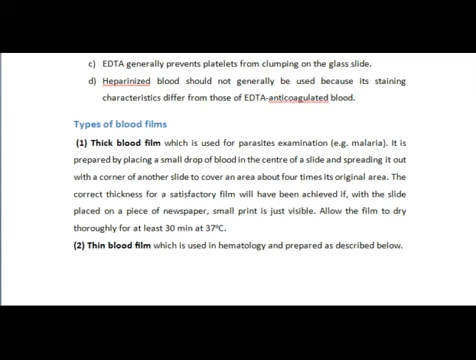 c) EDTA generally prevents platelets from clumping on the glass slide.
d) Heparinized blood should not generally be used because its staining
characteristics differ from those of EDTA-anticoagulated blood.
Types of blood films
(1) Thick blood film which is used for parasites examination (e.g. malaria). It is
prepared by placing a small drop of blood in the centre of a slide and spreading it out
with a corner of another slide to cover an area about four times its original area. The
correct thickness for a satisfactory film will have been achieved if, with the slide
placed on a piece of newspaper, small print is just visible. Allow the film to dry
thoroughly for at least 30 min at 37ºC.
(2) Thin blood film which is used in hematology and prepared as described below.